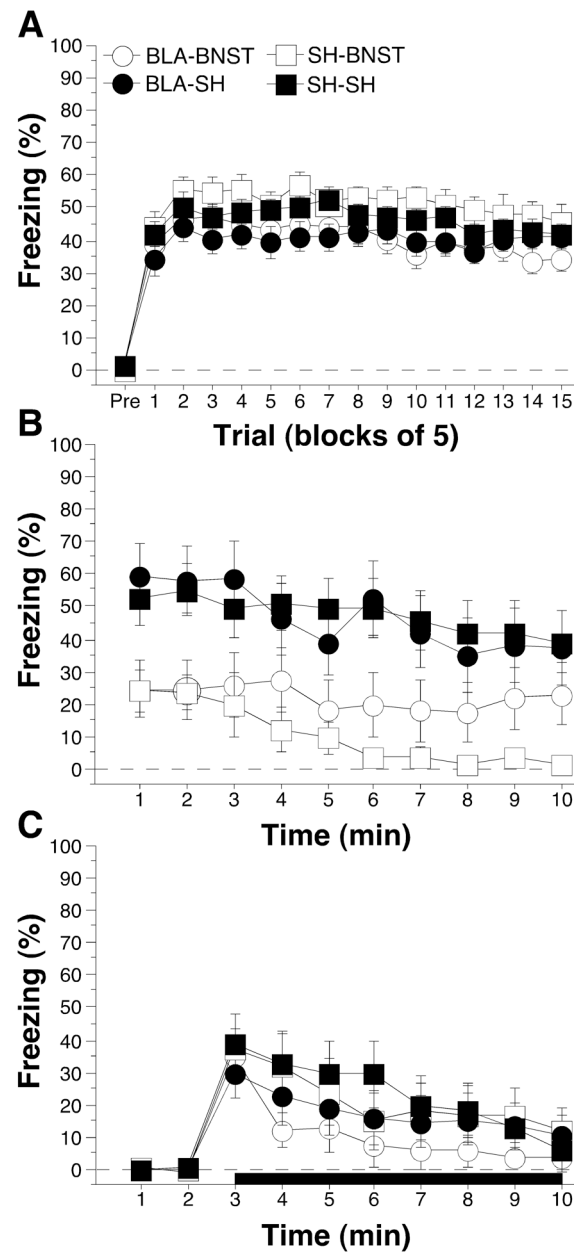 A
100
BLA-BNST SH-BNST
90
BLA-SH SH-SH
80
70
60
50
40
30
20
10
0
Freezing (%)
Pre 1 2 3 4 5 6 7 8 9 10 11 12 13 14 15
Trial (blocks of 5)
B
100
90
80
70
60
50
40
30
20
10
0
Freezing (%)
1 2 3 4 5 6 7 8 9 10
Time (min)
C
100
90
80
70
60
50
40
30
20
10
0
Freezing (%)
1 2 3 4 5 6 7 8 9 10
Time (min)